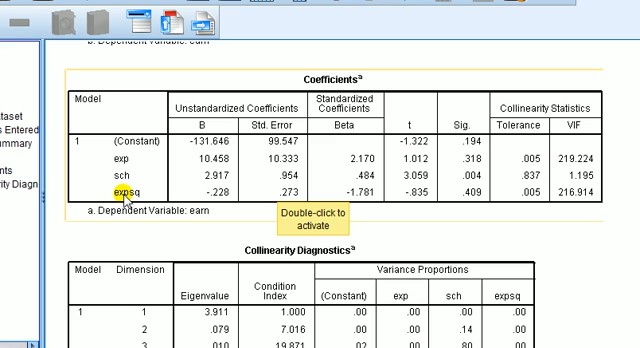 b. Dependent Variable: earn
taset
s Entered
ummary
nts
ity Diagn
Coefficientsª
Model Unstandardized Coefficients Standardized Coefficients t Sig. Collinearity Statistics
B Std. Error Beta Tolerance VIF
1 (Constant) -131.646 99.547 -1.322 .194
exp 10.458 10.333 2.170 1.012 .318 .005 219.224
sch 2.917 .954 .484 3.059 .004 .837 1.195
expsq -.228 .273 -1.781 -.835 .409 .005 216.914
a. Dependent Variable: earn
Double-click to
activate
Collinearity Diagnosticsª
Model Dimension Eigenvalue Condition Index Variance Proportions
(Constant) exp sch expsq
1 1 3.911 1.000 .00 .00 .00 .00
2 .079 7.016 .00 .00 .14 .00
3 .010 19.871 .02 .00 .80 .00